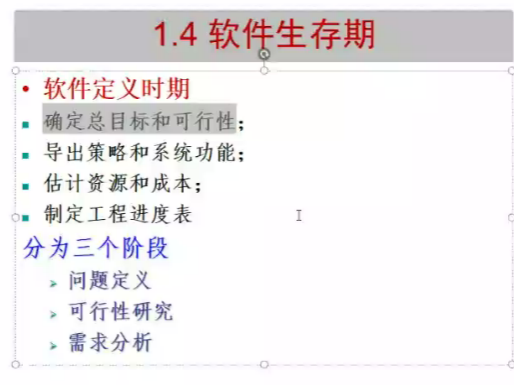 1.4 软件生存期
• 软件定义时期
▪ 确定总目标和可行性；
▪ 导出策略和系统功能；
▪ 估计资源和成本；
▪ 制定工程进度表
分为三个阶段
➢ 问题定义
➢ 可行性研究
➢ 需求分析